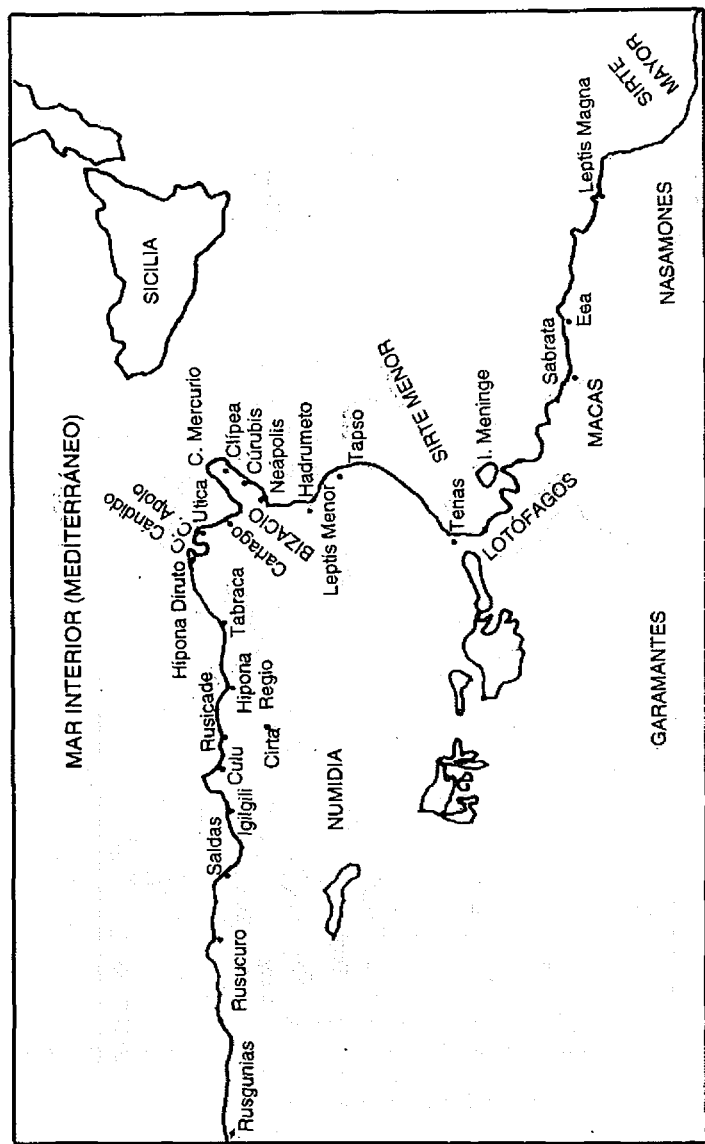 MAR INTERIOR (MEDITERRÁNEO)
SICILIA
C. Cándido
C. Apolo
Utica
C. Mercurio
Clípea
Cúrubis
Neápolis
Cartago
BIZACIO
Hadrumeto
Leptis Menor
Tapso
Hipona Diruto
Tabraca
Hipona
Regio
Rusicade
Cirta
Culu
Igilgili
Saldas
Rusucuro
Rusgunias
NUMIDIA
SIRTE MENOR
I. Meninge
Tenas
LOTÓFAGOS
Sabrata
Eea
MACAS
Leptis Magna
SIRTE
MAYOR
NASAMONES
GARAMANTES